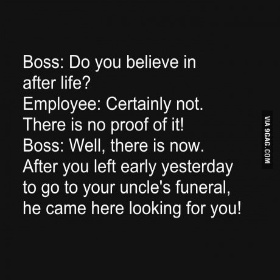 Boss: Do you believe in
after life?
Employee: Certainly not.
There is no proof of it!
Boss: Well, there is now.
After you left early yesterday
to go to your uncle's funeral,
he came here looking for you!
VIA 9GAG.COM